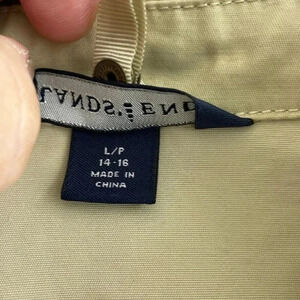 LANDS' END
L/P
14-16
MADE IN
CHINA